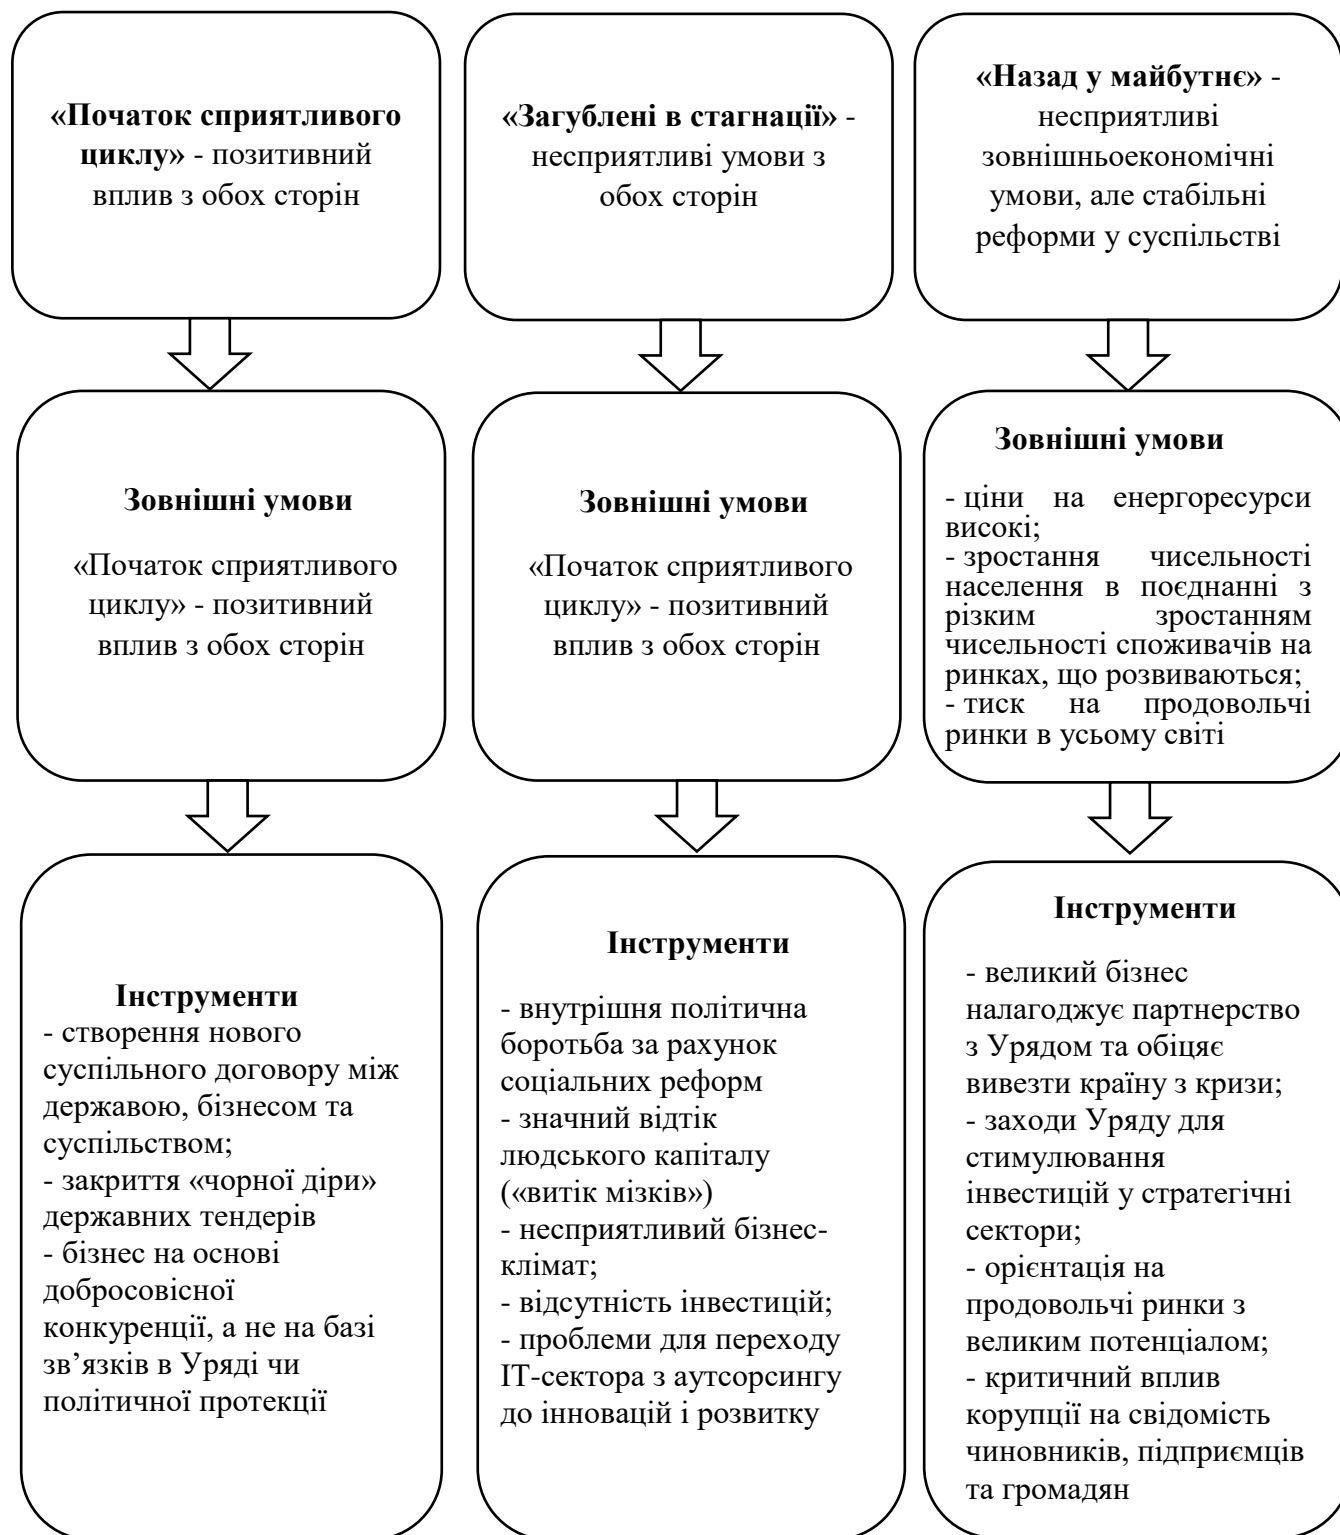 «Початок сприятливого
циклу» - позитивний
вплив з обох сторін
«Загублені в стагнації» -
несприятливі умови з
обох сторін
«Назад у майбутнє» -
несприятливі
зовнішньоекономічні
умови, але стабільні
реформи у суспільстві
Зовнішні умови
«Початок сприятливого
циклу» - позитивний
вплив з обох сторін
Зовнішні умови
«Початок сприятливого
циклу» - позитивний
вплив з обох сторін
Зовнішні умови
- ціни на енергоресурси
високі;
- зростання чисельності
населення в поєднанні з
різким зростанням
чисельності споживачів на
ринках, що розвиваються;
- тиск на продовольчі
ринки в усьому світі
Інструменти
- створення нового
суспільного договору між
державою, бізнесом та
суспільством;
- закриття «чорної діри»
державних тендерів
- бізнес на основі
добросовісної
конкуренції, а не на базі
зв’язків в Уряді чи
політичної протекції
Інструменти
- внутрішня політична
боротьба за рахунок
соціальних реформ
- значний відтік
людського капіталу
(«витік мізків»)
- несприятливий бізнес-
клімат;
- відсутність інвестицій;
- проблеми для переходу
ІТ-сектора з аутсорсингу
до інновацій і розвитку
Інструменти
- великий бізнес
налагоджує партнерство
з Урядом та обіцяє
вивезти країну з кризи;
- заходи Уряду для
стимулювання
інвестицій у стратегічні
сектори;
- орієнтація на
продовольчі ринки з
великим потенціалом;
- критичний вплив
корупції на свідомість
чиновників, підприємців
та громадян